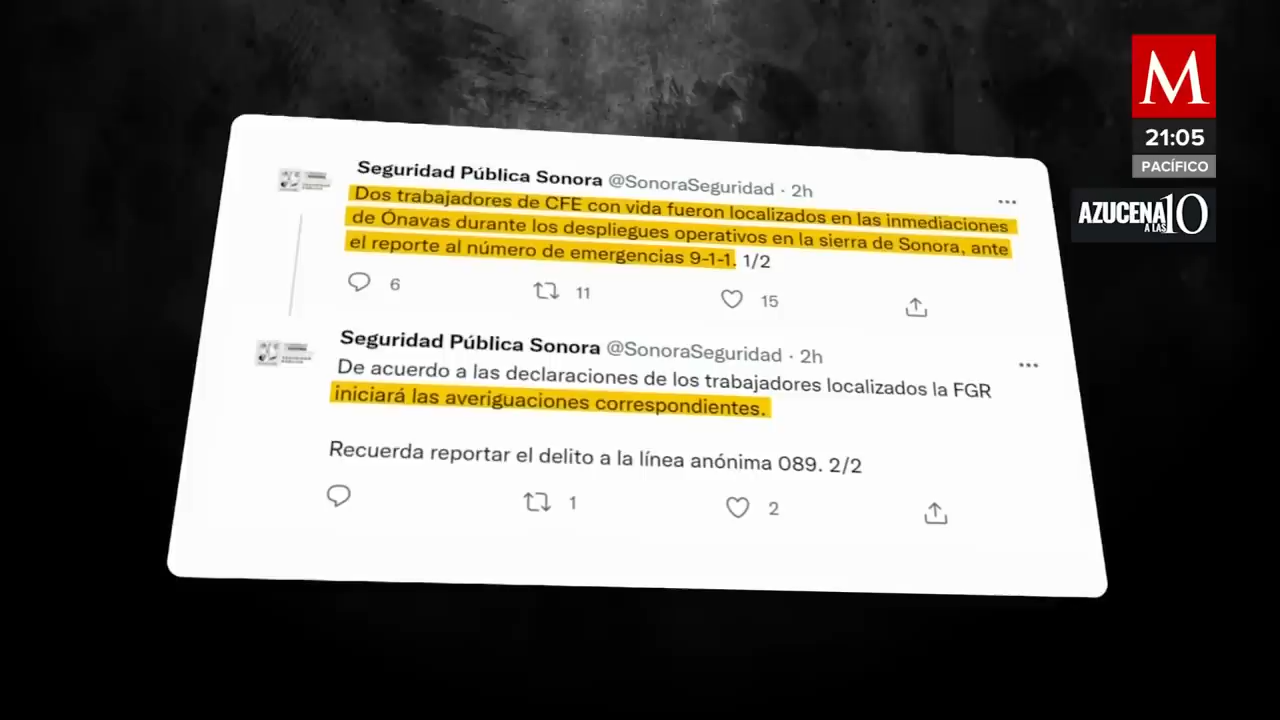 M
21:05
PACÍFICO
AZUCENA
A LAS
10
Seguridad Pública Sonora @SonoraSeguridad · 2h
Dos trabajadores de CFE con vida fueron localizados en las inmediaciones
de Ónavas durante los despliegues operativos en la sierra de Sonora, ante
el reporte al número de emergencias 9-1-1. 1/2
6 11 15
Seguridad Pública Sonora @SonoraSeguridad · 2h
De acuerdo a las declaraciones de los trabajadores localizados la FGR
iniciará las averiguaciones correspondientes.
Recuerda reportar el delito a la línea anónima 089. 2/2
1 2